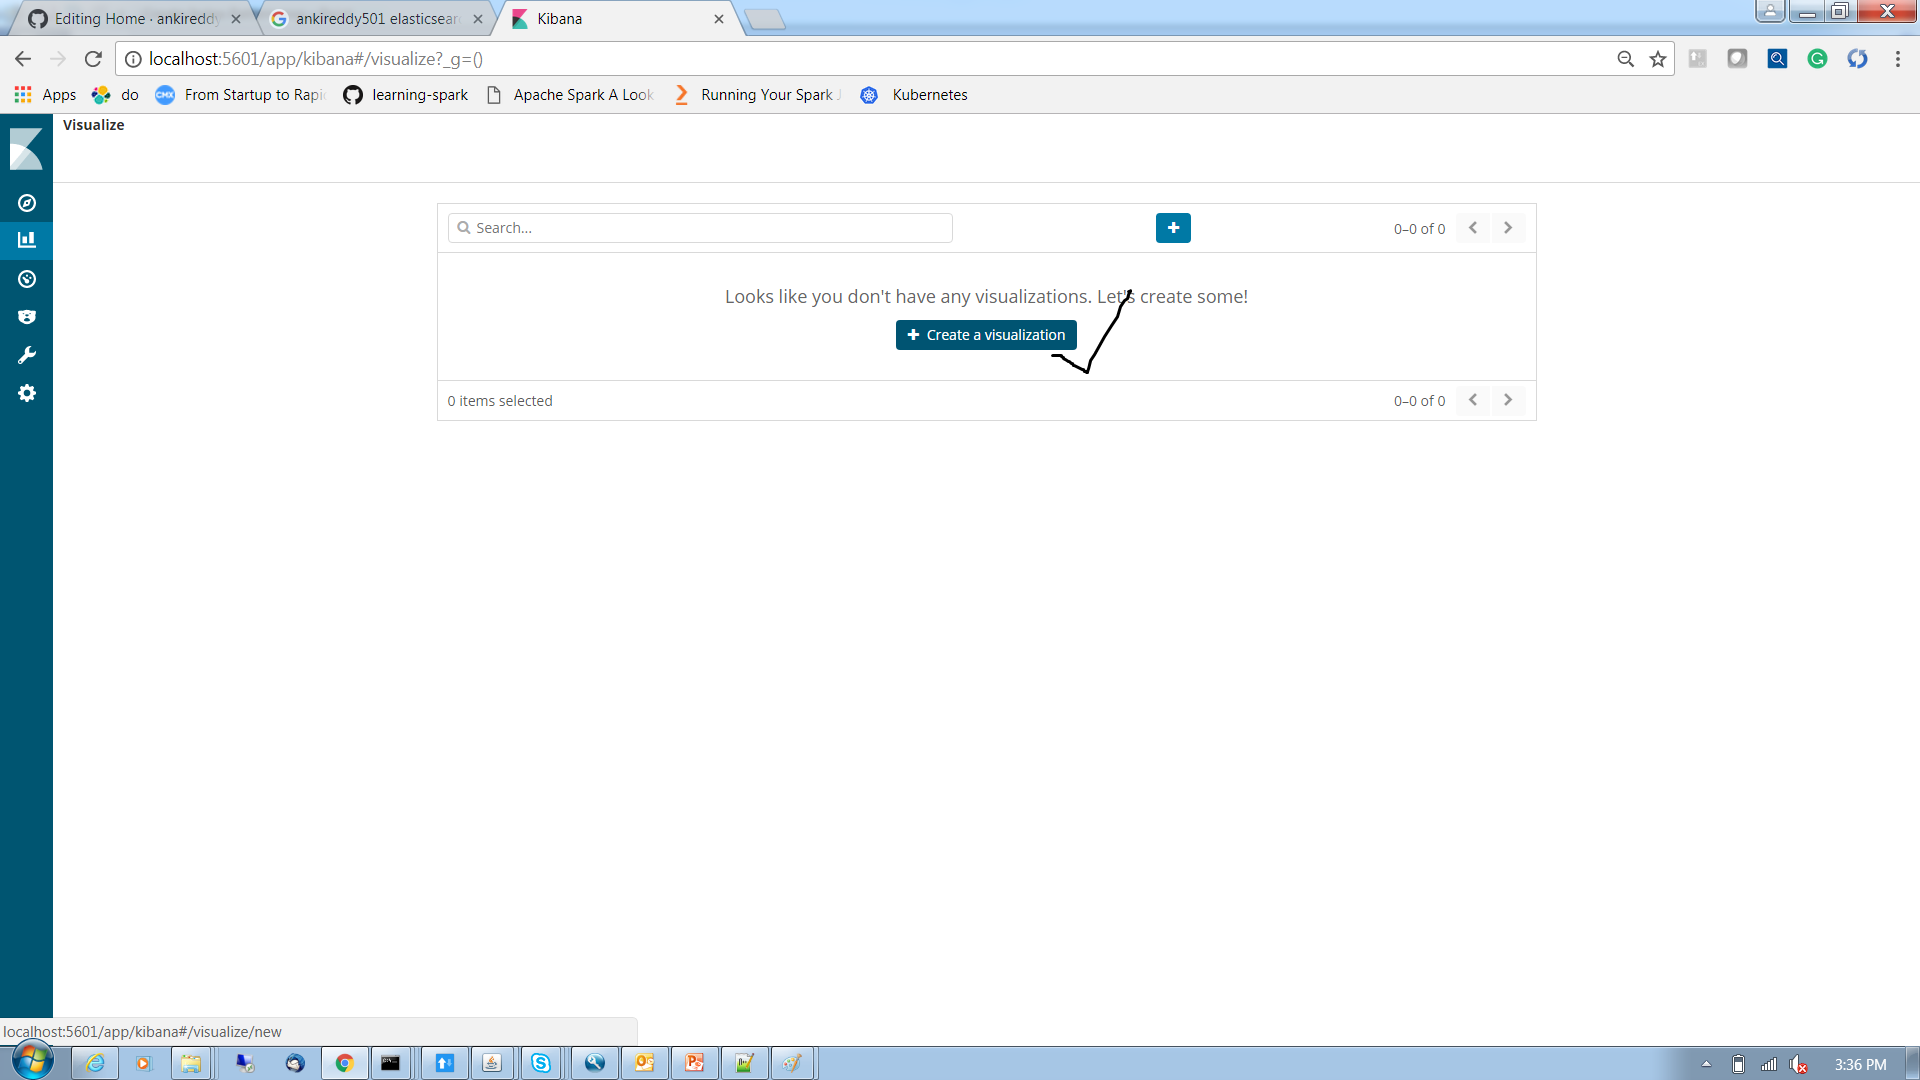 Editing Home · ankireddy
ankireddy501 elasticsear
Kibana
localhost:5601/app/kibana#/visualize?_g=()
Apps
do
From Startup to Rapi
learning-spark
Apache Spark A Look
Running Your Spark J
Kubernetes
Visualize
Search...
0–0 of 0
Looks like you don't have any visualizations. Let's create some!
Create a visualization
0 items selected
0–0 of 0
localhost:5601/app/kibana#/visualize/new
3:36 PM